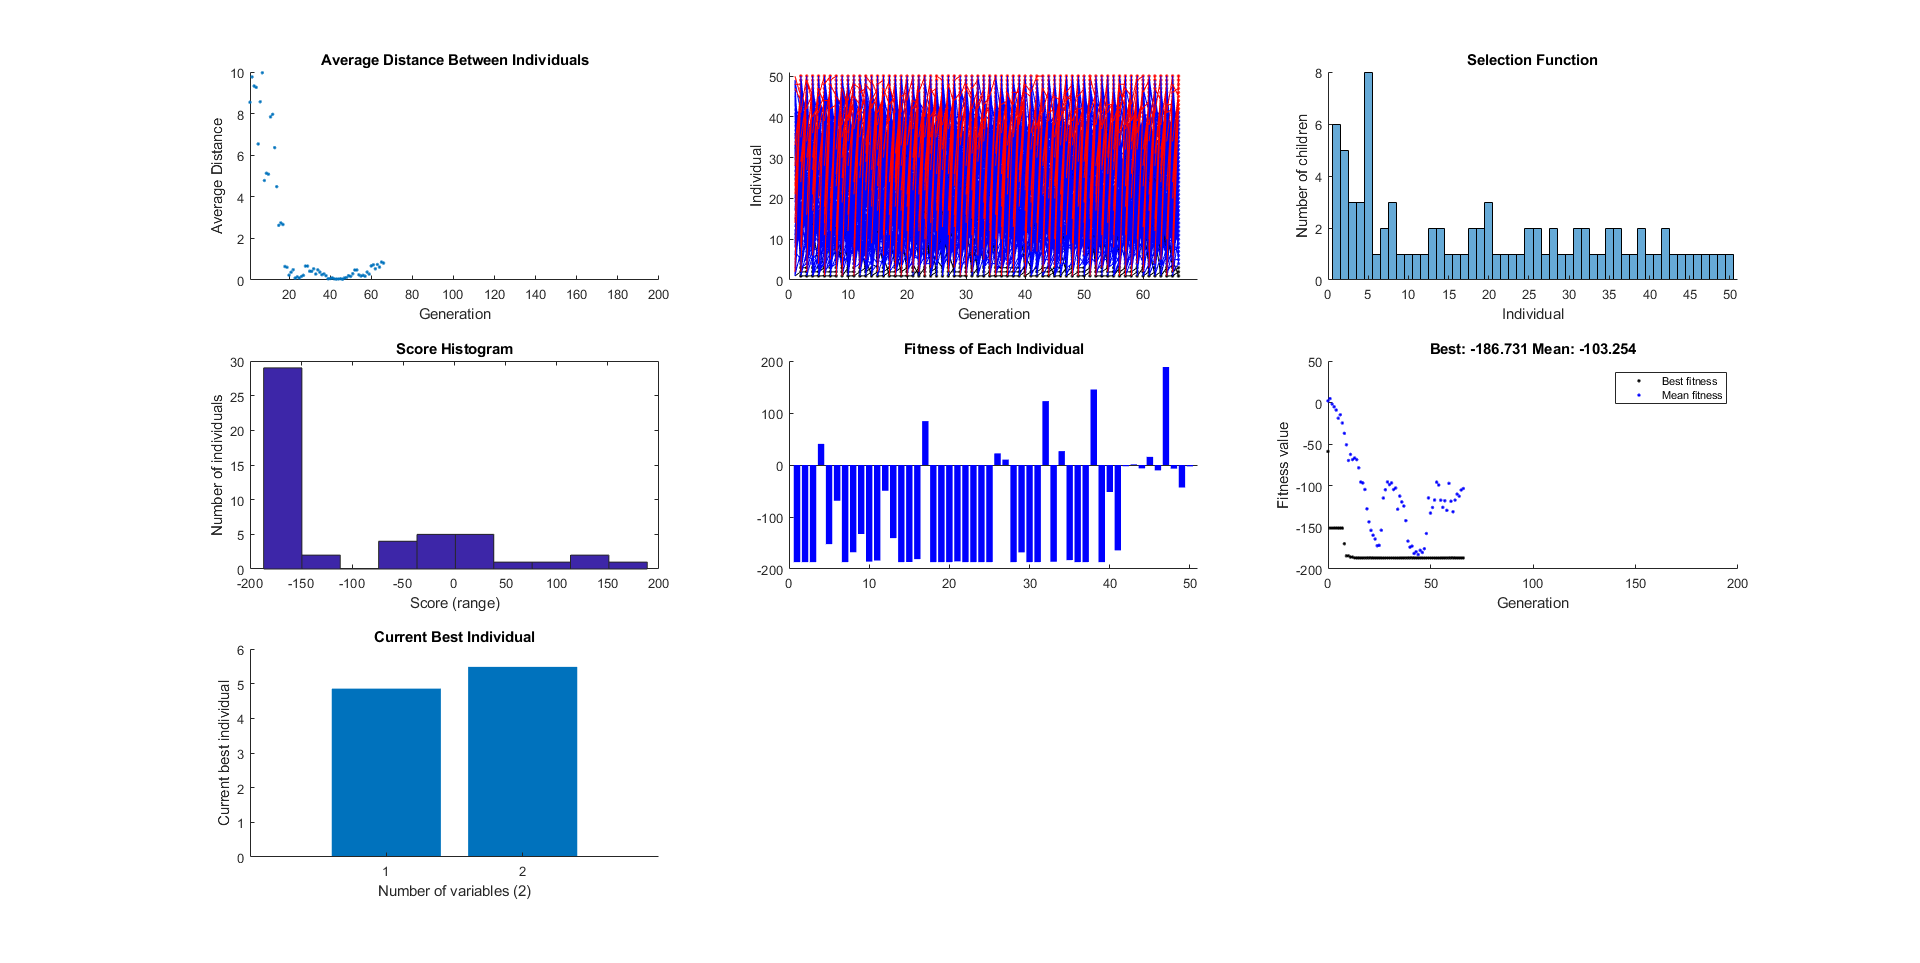 Average Distance Between Individuals
10
8
6
4
2
0
Average Distance
20 40 60 80 100 120 140 160 180 200
Generation
50
40
30
20
10
0
Individual
0 10 20 30 40 50 60
Generation
Selection Function
8
6
4
2
0
Number of children
0 5 10 15 20 25 30 35 40 45 50
Individual
Score Histogram
30
25
20
15
10
5
0
Number of individuals
-200 -150 -100 -50 0 50 100 150 200
Score (range)
Fitness of Each Individual
200
100
0
-100
-200
0 10 20 30 40 50
Best: -186.731 Mean: -103.254
50
0
-50
-100
-150
-200
Fitness value
Best fitness
Mean fitness
0 50 100 150 200
Generation
Current Best Individual
6
5
4
3
2
1
0
Current best individual
1 2
Number of variables (2)